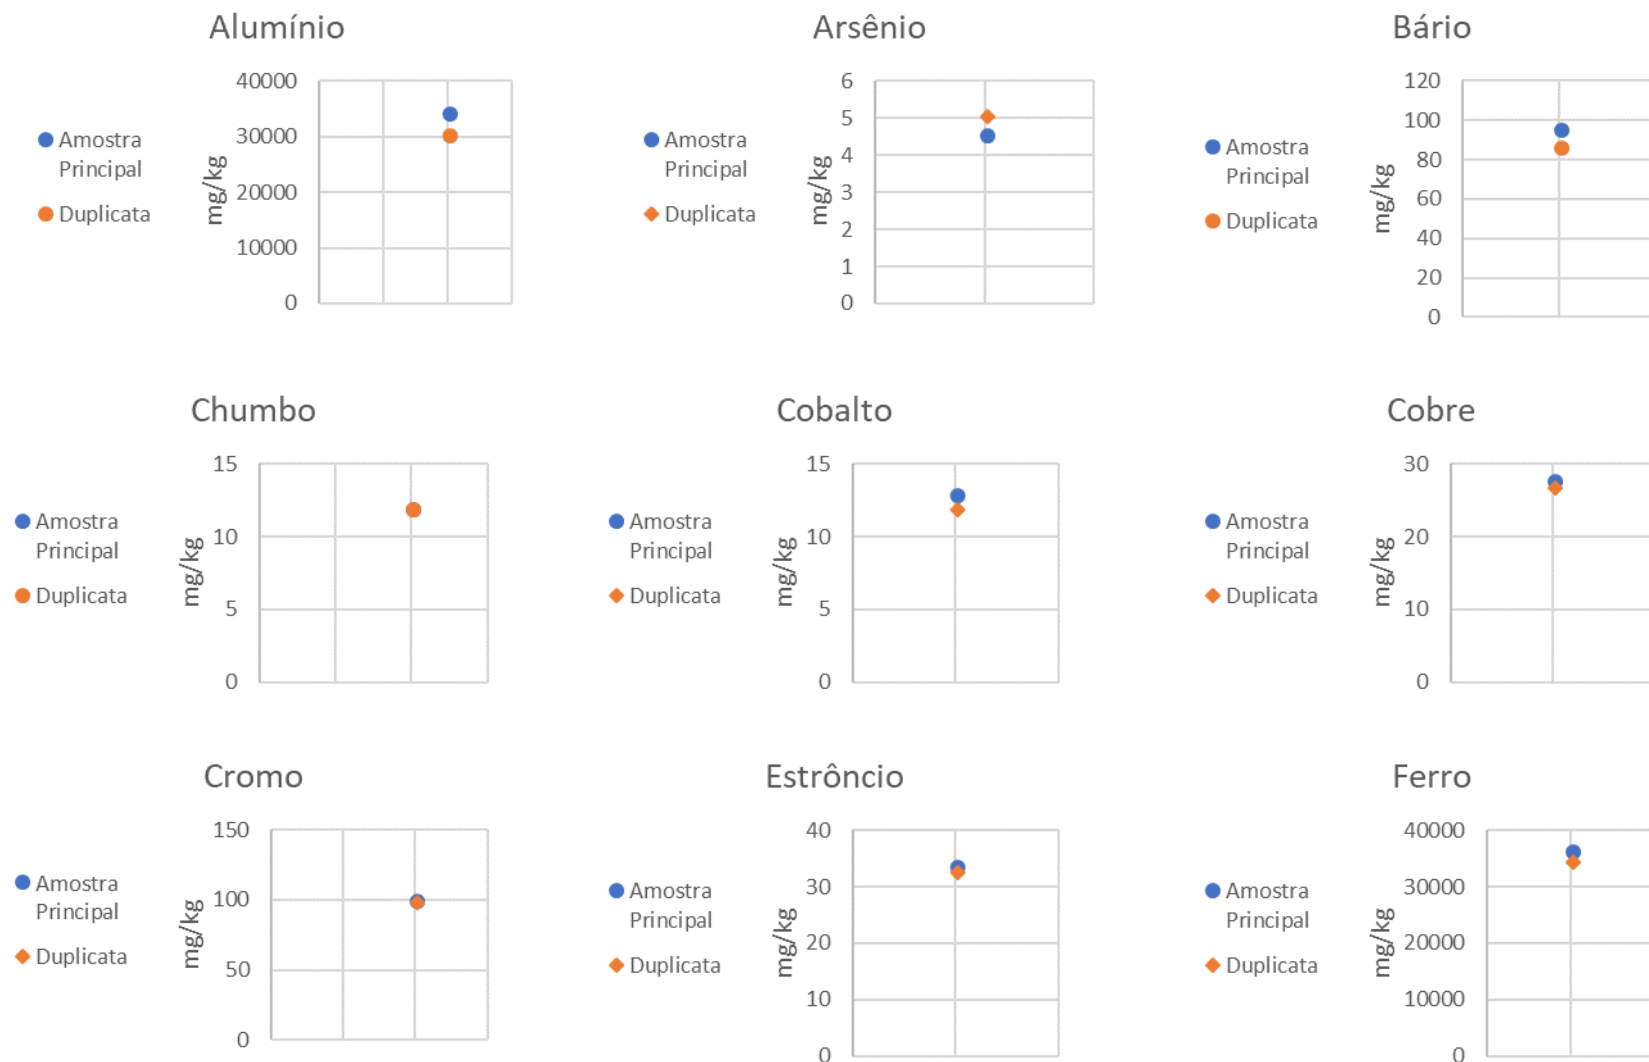 Alumínio
40000
30000
20000
10000
0
mg/kg
Amostra
Principal
Duplicata
Arsênio
6
5
4
3
2
1
0
mg/kg
Amostra
Principal
Duplicata
Bário
120
100
80
60
40
20
0
mg/kg
Amostra
Principal
Duplicata
Chumbo
15
10
5
0
mg/kg
Amostra
Principal
Duplicata
Cobalto
15
10
5
0
mg/kg
Amostra
Principal
Duplicata
Cobre
30
20
10
0
mg/kg
Amostra
Principal
Duplicata
Cromo
150
100
50
0
mg/kg
Amostra
Principal
Duplicata
Estrôncio
40
30
20
10
0
mg/kg
Amostra
Principal
Duplicata
Ferro
40000
30000
20000
10000
0
mg/kg
Amostra
Principal
Duplicata